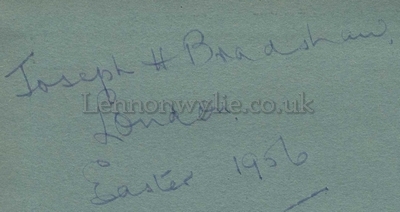 Joseph H Bradshaw,
Lennonwylie.co.uk
London.
Easter 1956